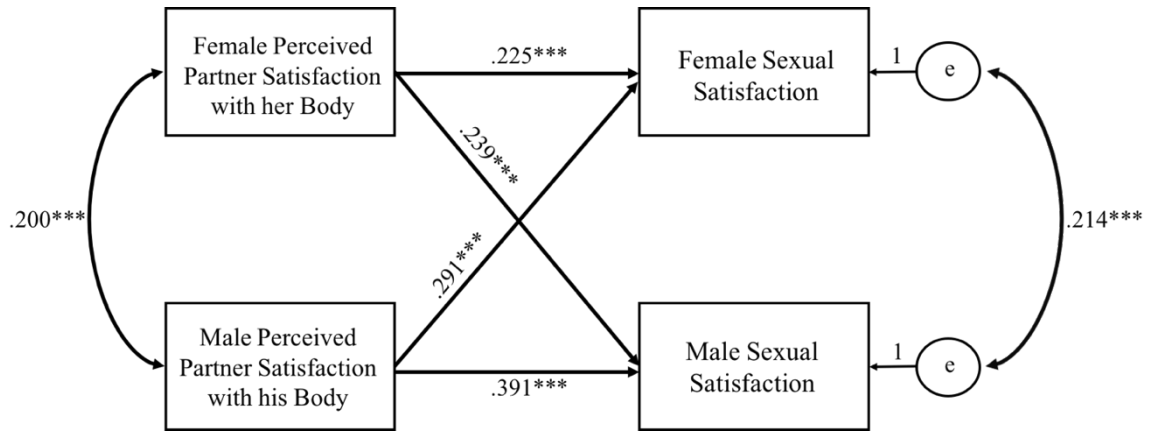 Female Perceived
Partner Satisfaction
with her Body
.225***
Female Sexual
Satisfaction
1
e
.239***
.200***
.214***
.291***
Male Perceived
Partner Satisfaction
with his Body
.391***
Male Sexual
Satisfaction
1
e